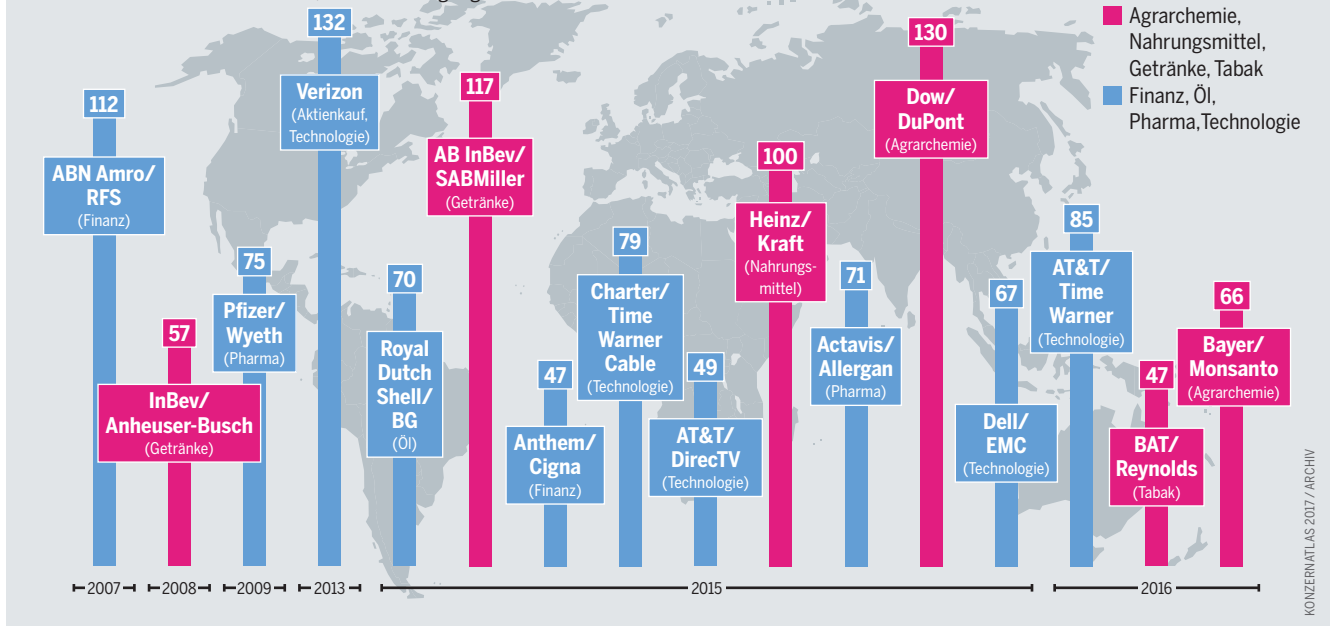 132
Verizon
(Aktienkauf,
Technologie)
130
Dow/
DuPont
(Agrarchemie)
Agrarchemie,
Nahrungsmittel,
Getränke, Tabak
Finanz, Öl,
Pharma, Technologie
112
ABN Amro/
RFS
(Finanz)
117
AB InBev/
SABMiller
(Getränke)
100
Heinz/
Kraft
(Nahrungs-
mittel)
57
InBev/
Anheuser-Busch
(Getränke)
75
Pfizer/
Wyeth
(Pharma)
70
Royal
Dutch
Shell/
BG
(Öl)
47
Anthem/
Cigna
(Finanz)
79
Charter/
Time
Warner
Cable
(Technologie)
49
AT&T/
DirecTV
(Technologie)
71
Actavis/
Allergan
(Pharma)
67
Dell/
EMC
(Technologie)
85
AT&T/
Time
Warner
(Technologie)
47
BAT/
Reynolds
(Tabak)
66
Bayer/
Monsanto
(Agrarchemie)
2007
2008
2009
2013
2015
2016
KONZERNATLAS 2017 / ARCHIV